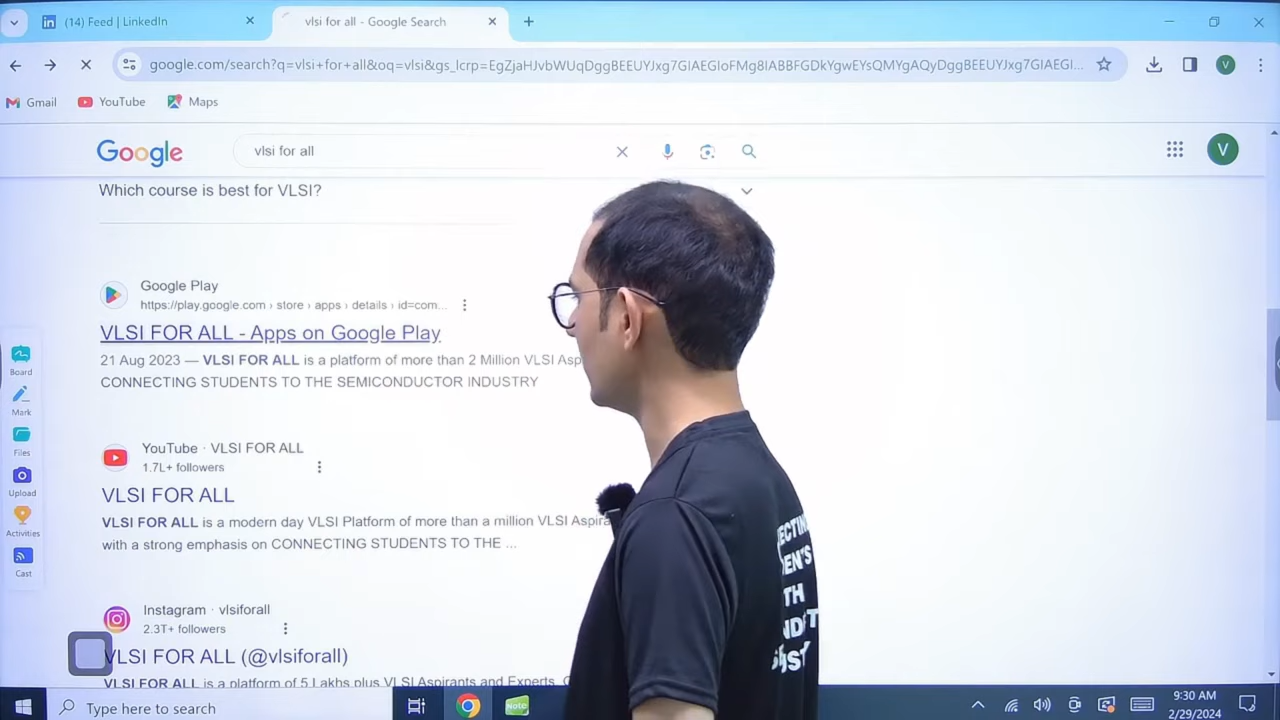 (14) Feed | LinkedIn
vlsi for all - Google Search
google.com/search?q=vlsi+for+all&oq=vlsi&gs_lcrp=EgZjaHJvbWUqDggBEEUYJxg7GIAEGIoFMg8IABBFGDkYgwEYsQMYgAQyDggBEEUYJxg7GIAEGI...
V
Gmail
YouTube
Maps
Google
vlsi for all
V
Which course is best for VLSI?
Google Play
https://play.google.com › store › apps › details › id=com...
VLSI FOR ALL - Apps on Google Play
21 Aug 2023 — VLSI FOR ALL is a platform of more than 2 Million VLSI Asp
CONNECTING STUDENTS TO THE SEMICONDUCTOR INDUSTRY
YouTube · VLSI FOR ALL
1.7L+ followers
VLSI FOR ALL
VLSI FOR ALL is a modern day VLSI Platform of more than a million VLSI Aspira
with a strong emphasis on CONNECTING STUDENTS TO THE ...
Instagram · vlsiforall
2.3T+ followers
VLSI FOR ALL (@vlsiforall)
VLSI FOR ALL is a platform of 5 Lakhs plus VLSI Aspirants and Experts.
Board
Mark
Files
Upload
Activities
Cast
Type here to search
Note
9:30 AM
2/29/2024